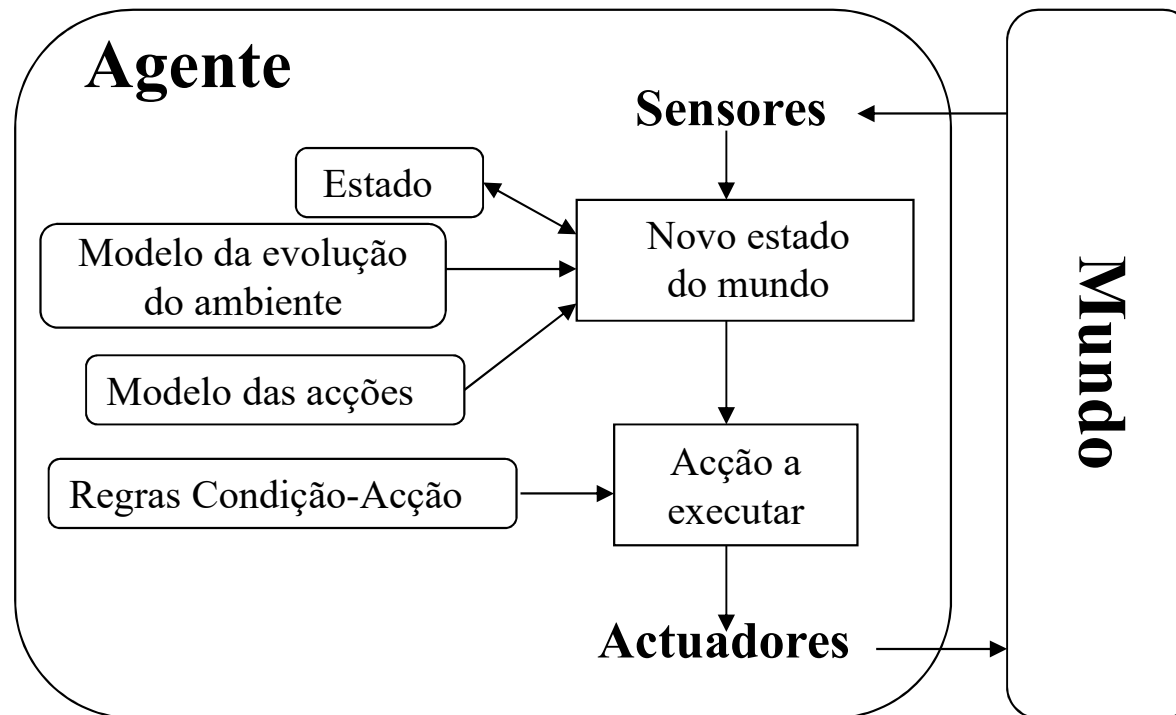 Agente
Sensores
Estado
Novo estado
do mundo
Modelo da evolução
do ambiente
Modelo das acções
Regras Condição-Acção
Acção a
executar
Actuadores
Mundo